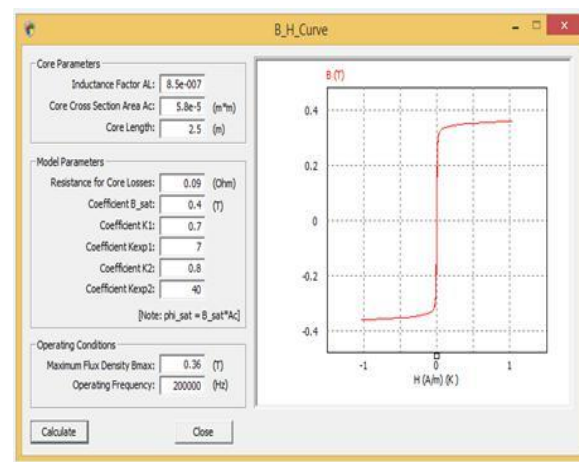 B_H_Curve
Core Parameters
Inductance Factor AL: 8.5e-007
Core Cross Section Area Ac: 5.8e-5 (m*m)
Core Length: 2.5 (m)
Model Parameters
Resistance for Core Losses: 0.09 (Ohm)
Coefficient B_sat: 0.4 (T)
Coefficient K1: 0.7
Coefficient Kexp1: 7
Coefficient K2: 0.8
Coefficient Kexp2: 40
[Note: phi_sat = B_sat*Ac]
Operating Conditions
Maximum Flux Density Bmax: 0.36 (T)
Operating Frequency: 200000 (Hz)
Calculate Close
B (T)
0.4
0.2
0
-0.2
-0.4
-1 0 1
H (A/m) (K )